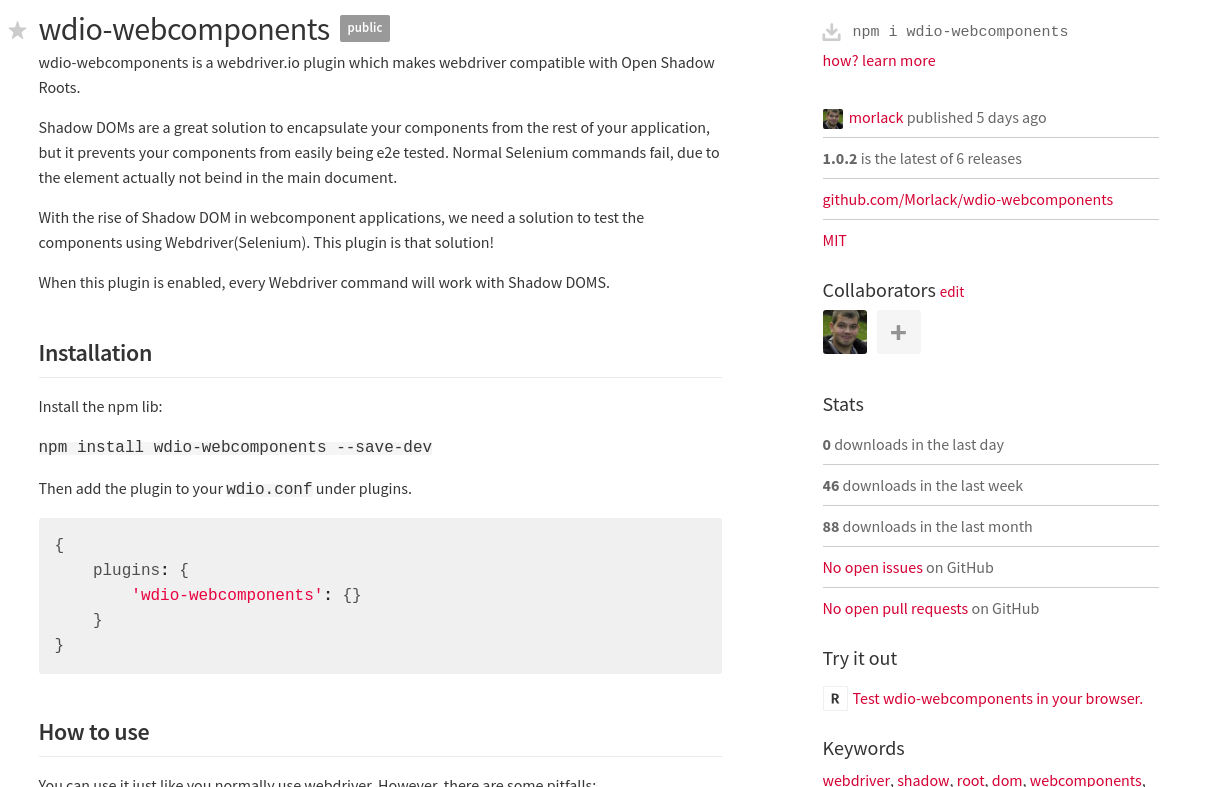 wdio-webcomponents public
wdio-webcomponents is a webdriver.io plugin which makes webdriver compatible with Open Shadow
Roots.
Shadow DOMs are a great solution to encapsulate your components from the rest of your application,
but it prevents your components from easily being e2e tested. Normal Selenium commands fail, due to
the element actually not beind in the main document.
With the rise of Shadow DOM in webcomponent applications, we need a solution to test the
components using Webdriver(Selenium). This plugin is that solution!
When this plugin is enabled, every Webdriver command will work with Shadow DOMS.
Installation
Install the npm lib:
npm install wdio-webcomponents --save-dev
Then add the plugin to your wdio.conf under plugins.
{
    plugins: {
        'wdio-webcomponents': {}
    }
}
How to use
You can use it just like you normally use webdriver. However, there are some pitfalls:
npm i wdio-webcomponents
how? learn more
morlack published 5 days ago
1.0.2 is the latest of 6 releases
github.com/Morlack/wdio-webcomponents
MIT
Collaborators edit
+
Stats
0 downloads in the last day
46 downloads in the last week
88 downloads in the last month
No open issues on GitHub
No open pull requests on GitHub
Try it out
R Test wdio-webcomponents in your browser.
Keywords
webdriver, shadow, root, dom, webcomponents,